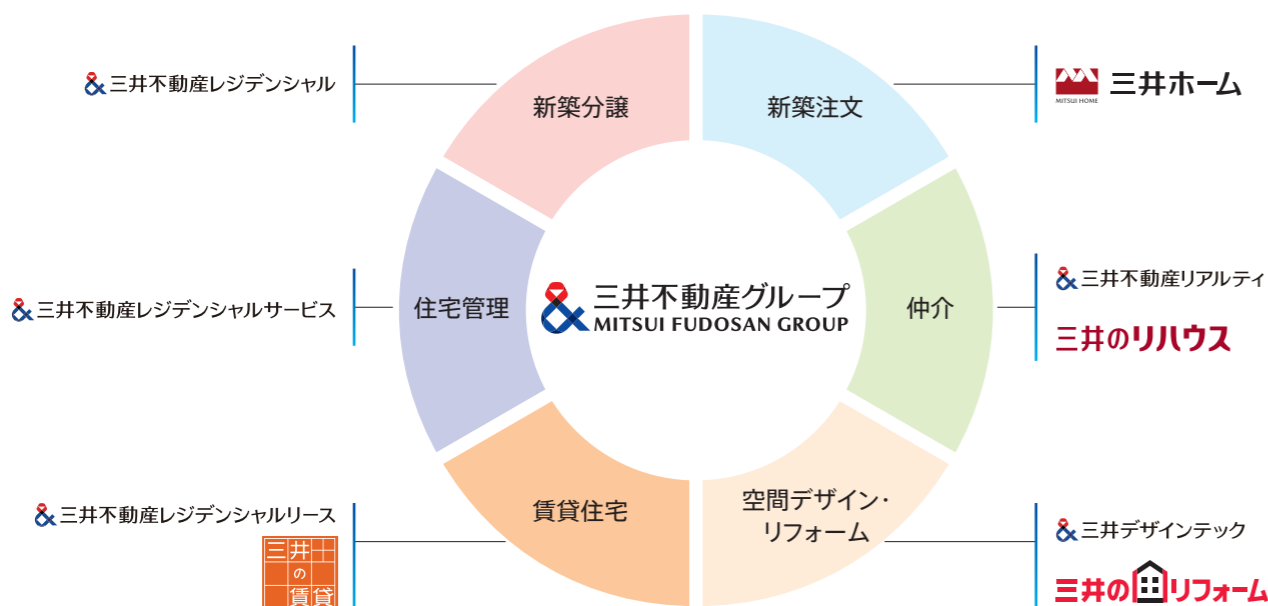 三井不動産レジデンシャル
新築分譲
新築注文
MITSUI HOME
三井ホーム
三井不動産レジデンシャルサービス
住宅管理
三井不動産グループ
MITSUI FUDOSAN GROUP
仲介
三井不動産リアルティ
三井のリハウス
三井不動産レジデンシャルリース
三井
の
賃貸
賃貸住宅
空間デザイン・
リフォーム
三井デザインテック
三井のリフォーム